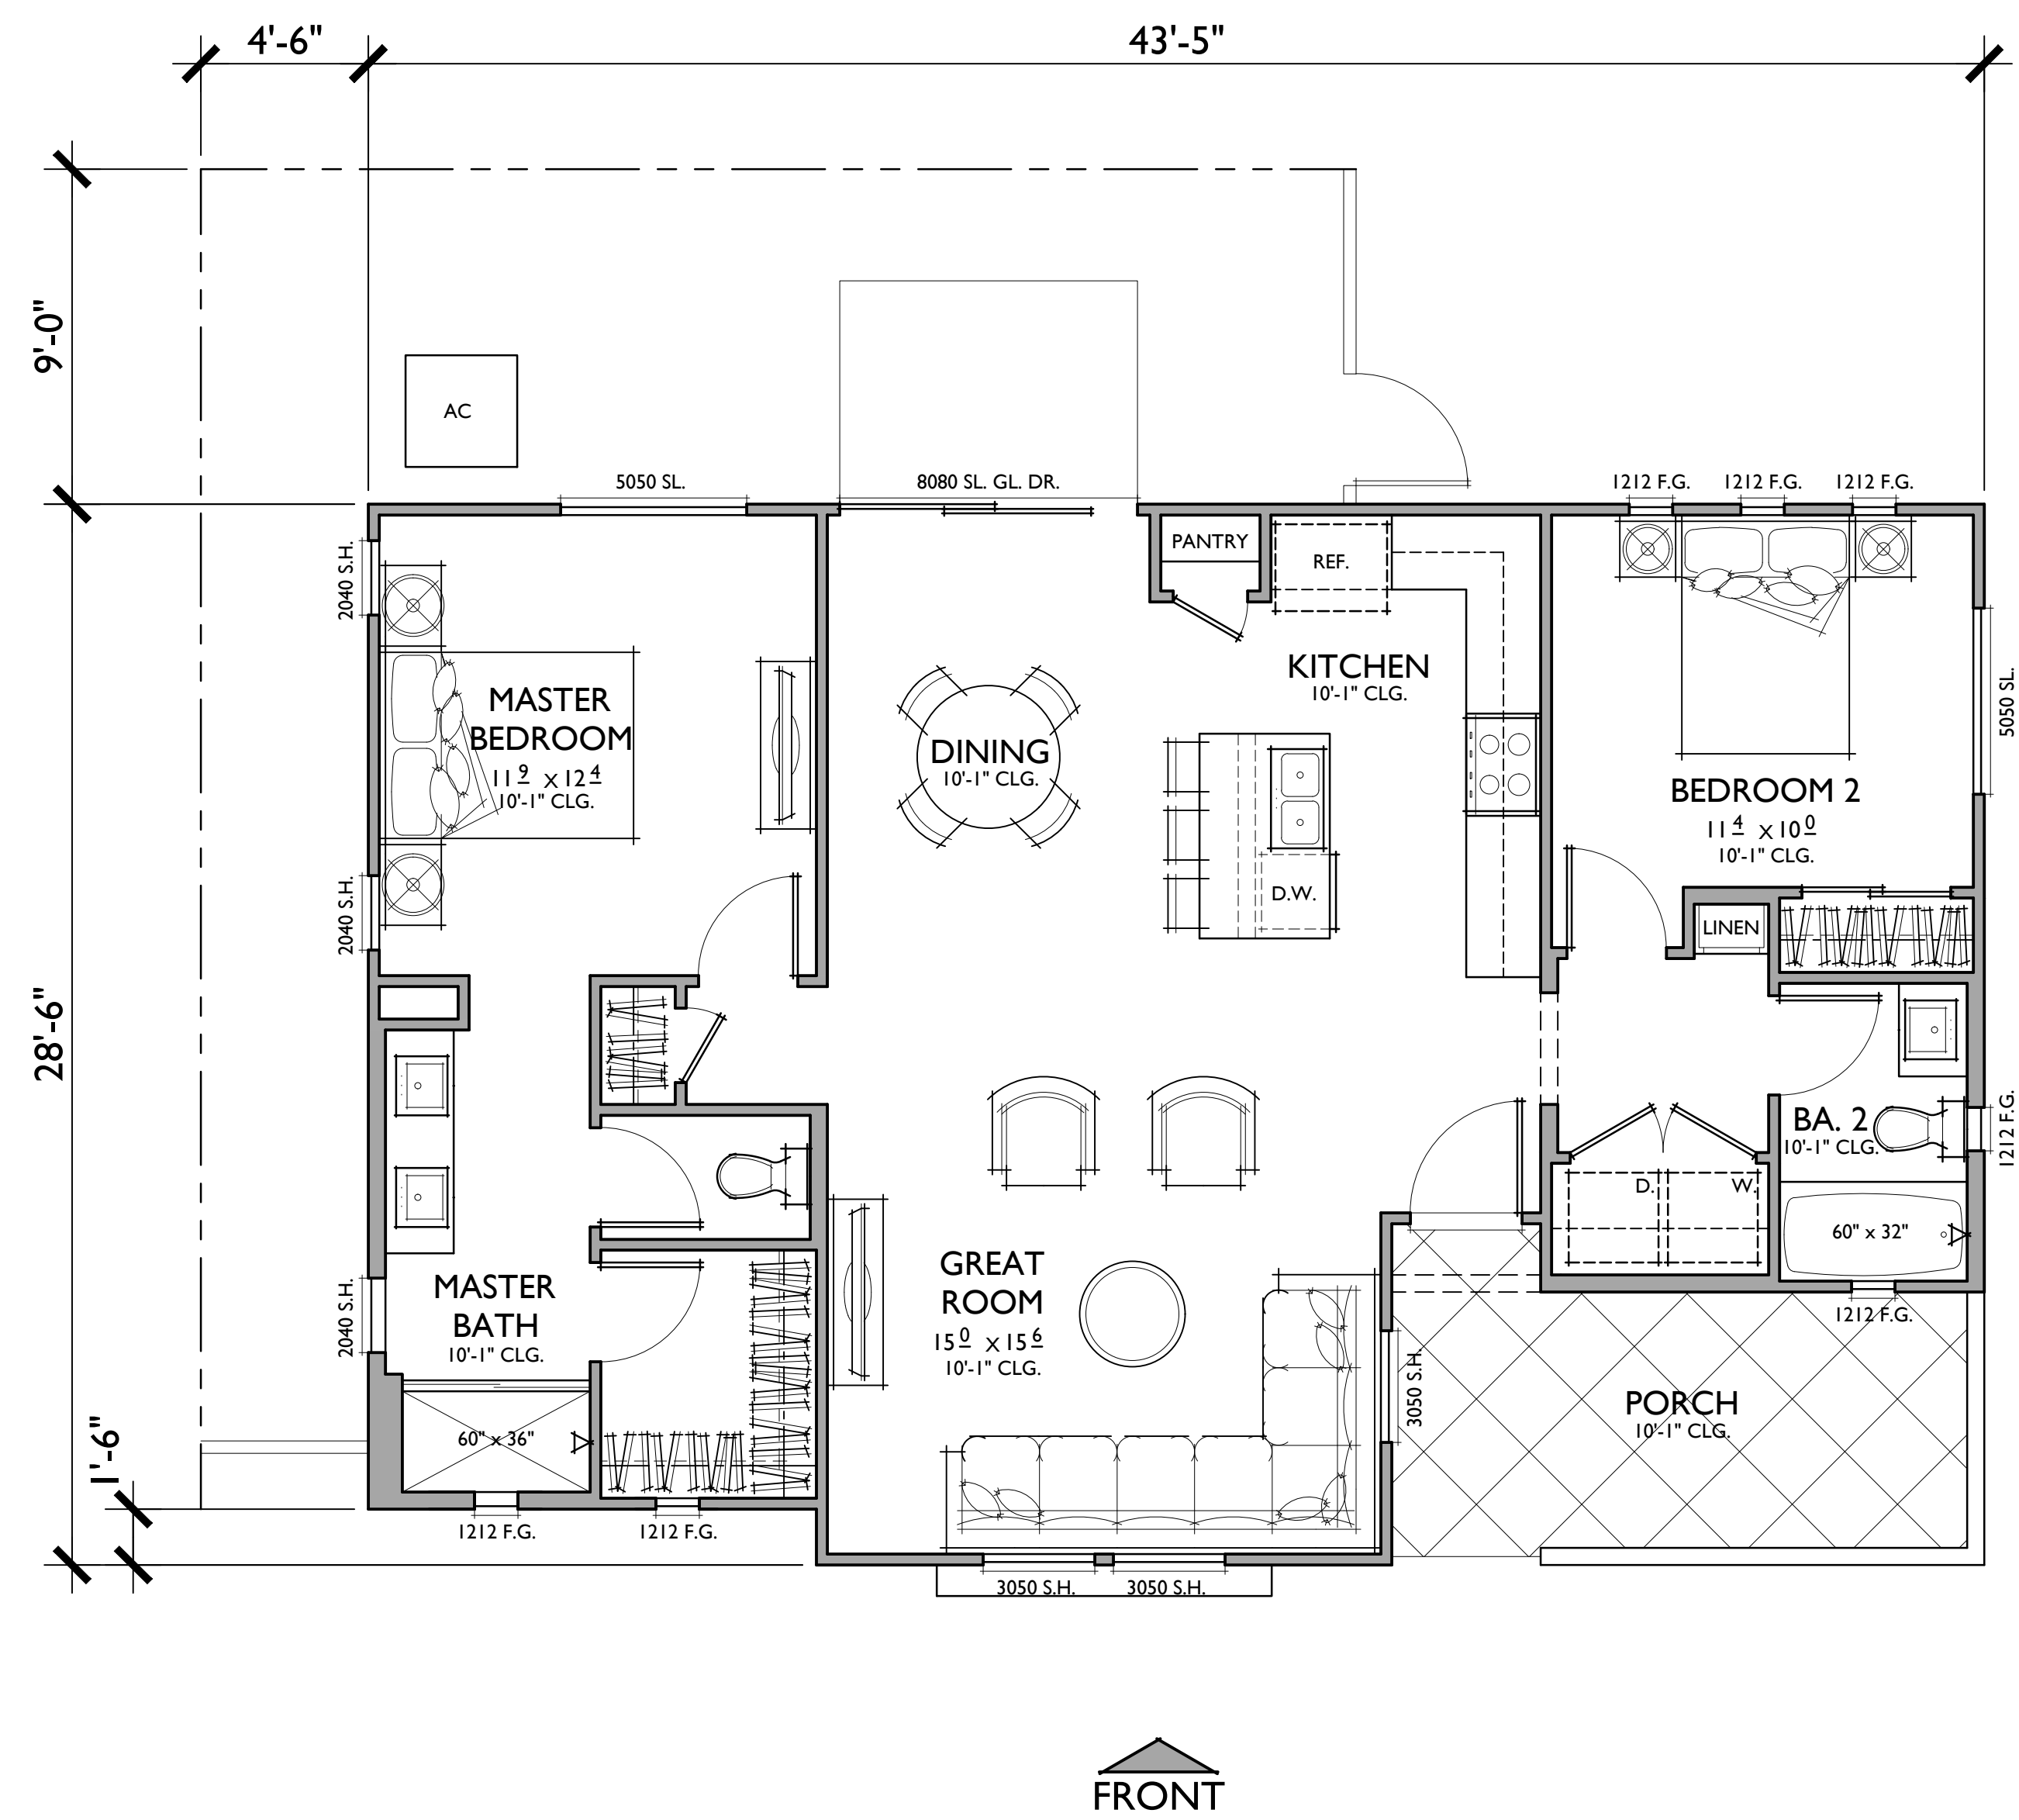 4'-6"
43'-5"
9'-0"
AC
5050 SL.
8080 SL. GL. DR.
1212 F.G.
1212 F.G.
1212 F.G.
2040 S.H.
PANTRY
REF.
KITCHEN
10'-1" CLG.
MASTER
BEDROOM
11 9 X 12 4
10'-1" CLG.
DINING
10'-1" CLG.
5050 SL.
BEDROOM 2
11 4 X 10 0
10'-1" CLG.
D.W.
2040 S.H.
LINEN
28'-6"
BA. 2
10'-1" CLG.
1212 F.G.
D.
W.
60" x 32"
GREAT
ROOM
15 0 X 15 6
10'-1" CLG.
MASTER
BATH
10'-1" CLG.
2040 S.H.
1212 F.G.
3050 S.H.
PORCH
10'-1" CLG.
60" x 36"
1'-6"
1212 F.G.
1212 F.G.
3050 S.H.
3050 S.H.
FRONT